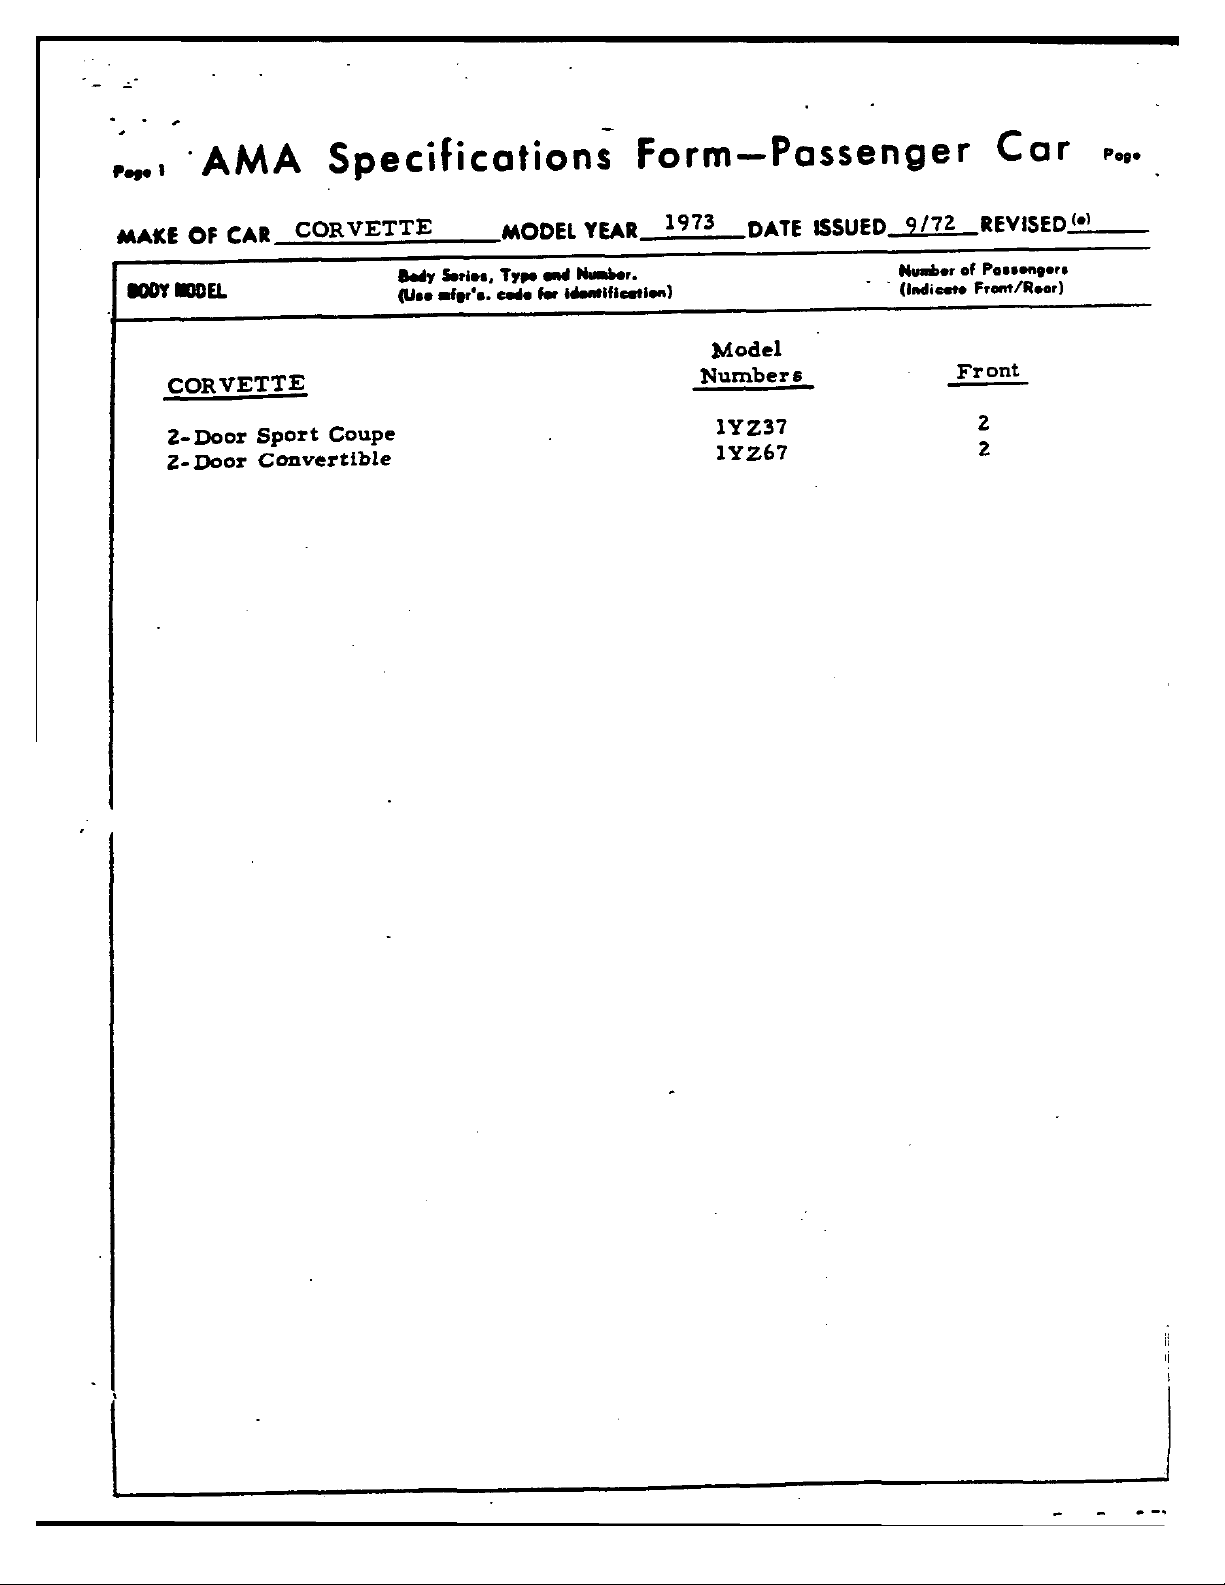 Page 1 AMA Specifications Form—Passenger Car Page
MAKE OF CAR CORVETTE MODEL YEAR 1973 DATE ISSUED 9/72 REVISED (•)
BODY MODEL
Body Series, Type and Number.
(Use mfgr's. code for identification)
Number of Passengers
(Indicate Front/Rear)
Model
CORVETTE Numbers Front
2-Door Sport Coupe 1YZ37 2
2-Door Convertible 1YZ67 2